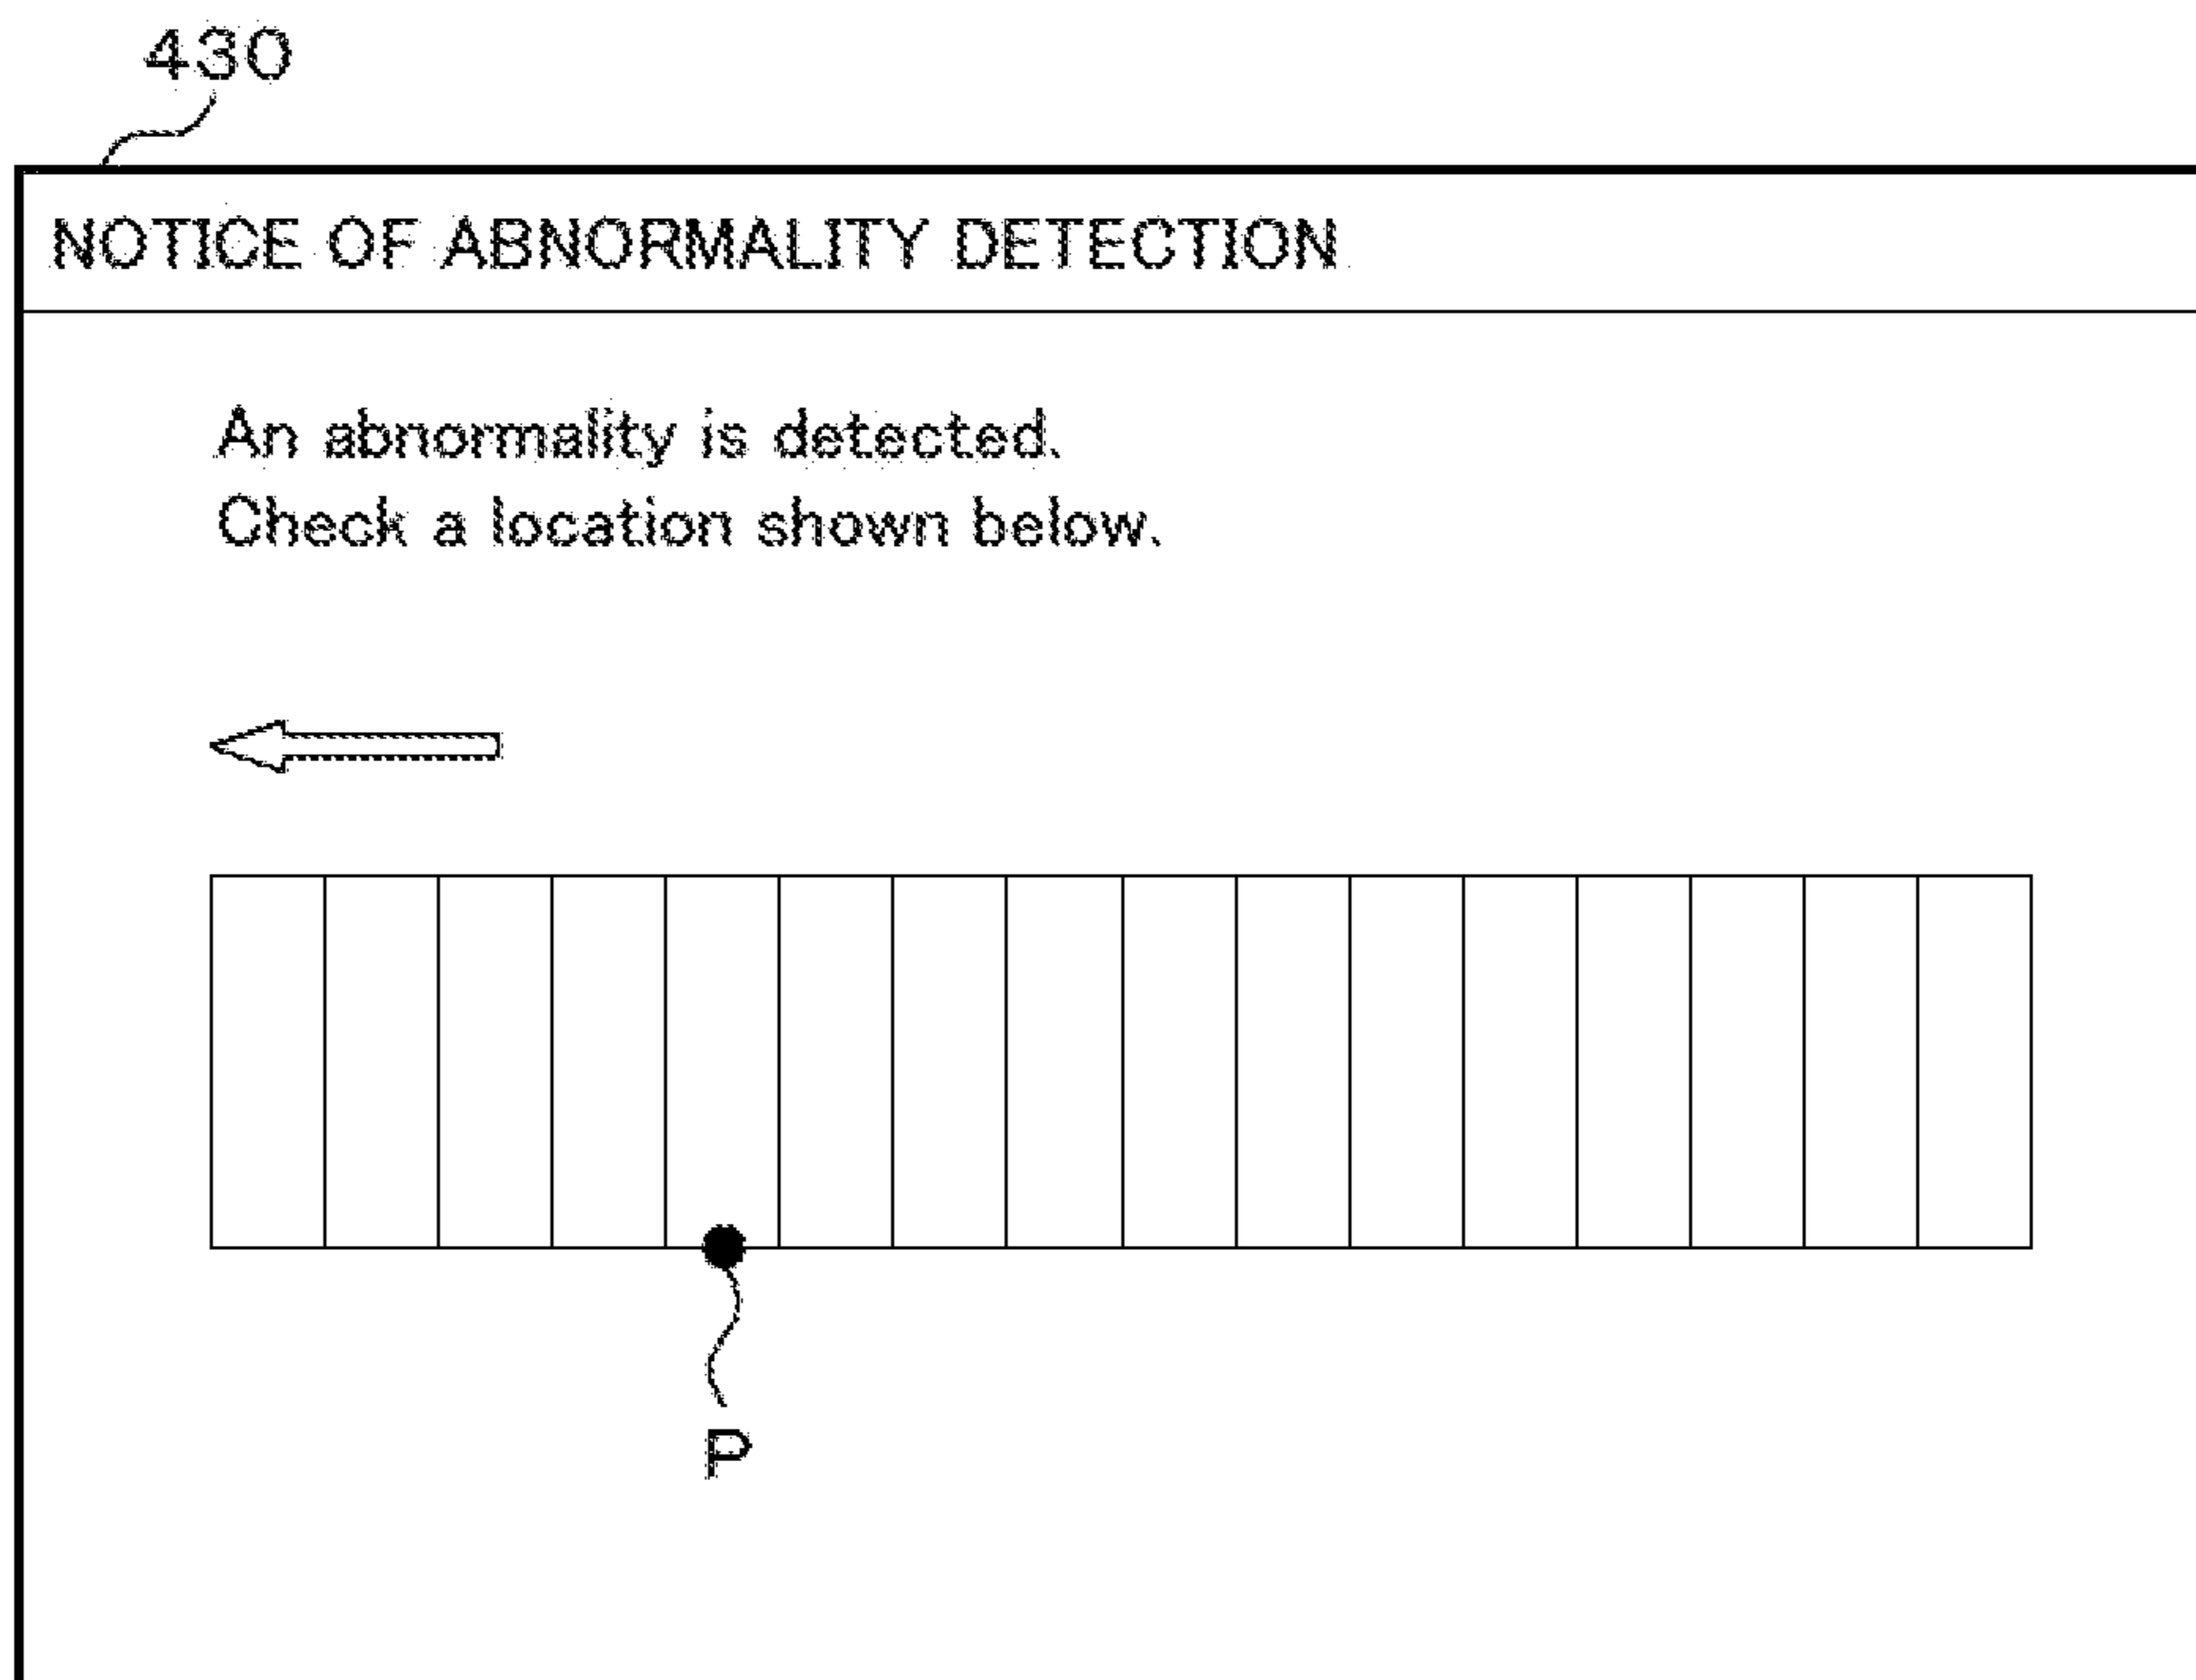 430
NOTICE OF ABNORMALITY DETECTION
An abnormality is detected.
Check a location shown below.
P